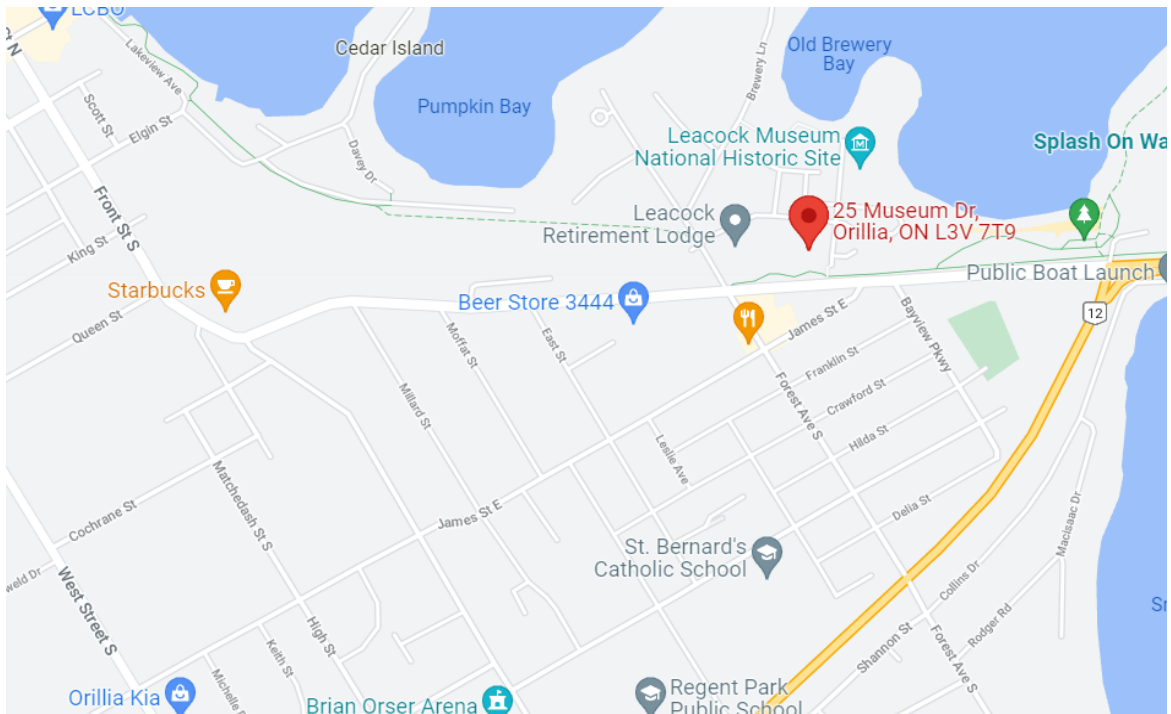 LCBO
Cedar Island
Old Brewery
Bay
Lakeview Ave
Scott St
Elgin St
Pumpkin Bay
Brewery Ln
Leacock Museum
National Historic Site
Splash On Wa
Davey Dr
Front St S
King St
Leacock
Retirement Lodge
25 Museum Dr,
Orillia, ON L3V 7T9
Public Boat Launch
Starbucks
Queen St
Beer Store 3444
12
James St E
Bayview Pkwy
Moffat St
East St
Franklin St
Crawford St
Forest Ave S
Hilda St
Millard St
Leslie Ave
Matchedash St S
Cochrane St
James St E
Delia St
Macisaac Dr
St. Bernard's
Catholic School
West Street S
Collins Dr
Rodger Rd
Shannon St
Forest Ave S
High St
Keith St
Orillia Kia
Brian Orser Arena
Regent Park
Public School